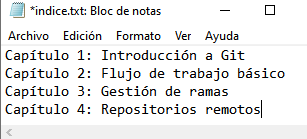 *indice.txt: Bloc de notas
Archivo Edición Formato Ver Ayuda
Capítulo 1: Introducción a Git
Capítulo 2: Flujo de trabajo básico
Capítulo 3: Gestión de ramas
Capítulo 4: Repositorios remotos